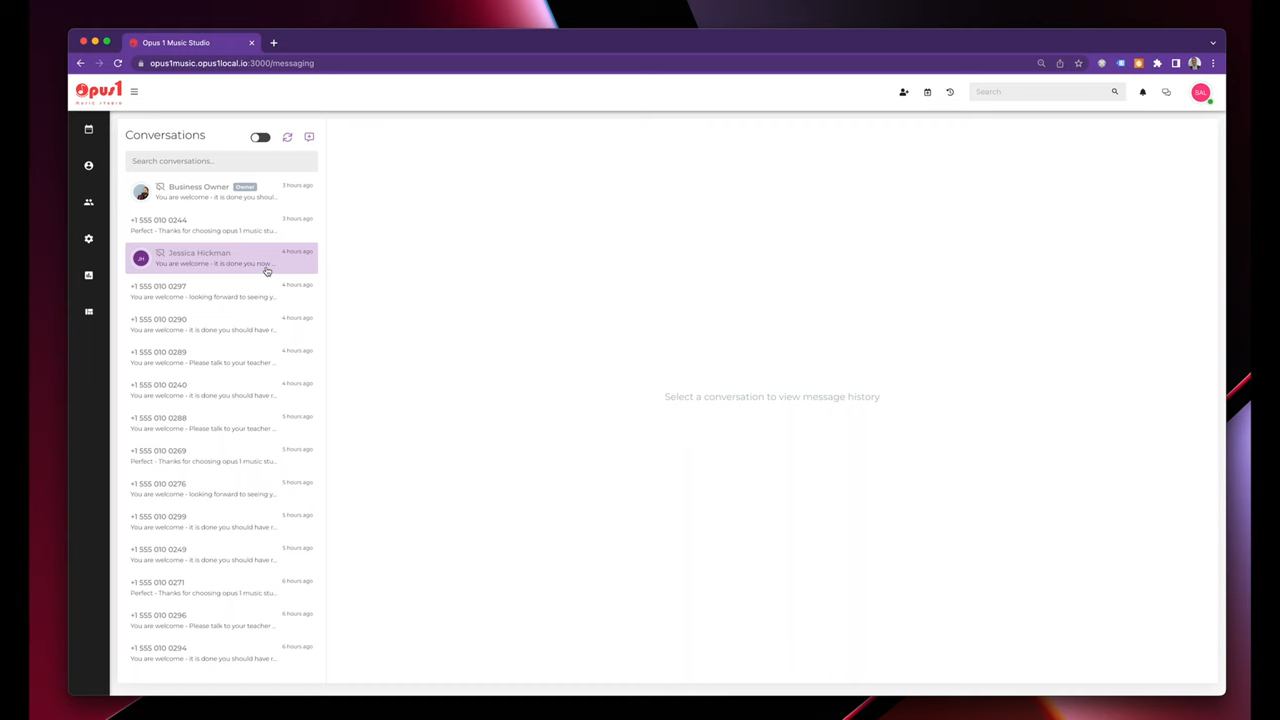 Opus 1 Music Studio
opus1music.opus1local.io:3000/messaging
Opus1
Music studio
Search
SAL
Conversations
Search conversations...
Business Owner Owner 3 hours ago
You are welcome - it is done you shoul...
+1 555 010 0244 3 hours ago
Perfect - Thanks for choosing opus 1 music stu...
JH Jessica Hickman 4 hours ago
You are welcome - it is done you now ...
+1 555 010 0297 4 hours ago
You are welcome - looking forward to seeing y...
+1 555 010 0290 4 hours ago
You are welcome - it is done you should have r...
+1 555 010 0289 4 hours ago
You are welcome - Please talk to your teacher ...
+1 555 010 0240 4 hours ago
You are welcome - it is done you should have r...
+1 555 010 0288 5 hours ago
You are welcome - Please talk to your teacher ...
+1 555 010 0269 5 hours ago
Perfect - Thanks for choosing opus 1 music stu...
+1 555 010 0276 5 hours ago
You are welcome - looking forward to seeing y...
+1 555 010 0299 5 hours ago
You are welcome - it is done you should have r...
+1 555 010 0249 5 hours ago
You are welcome - it is done you should have r...
+1 555 010 0271 6 hours ago
Perfect - Thanks for choosing opus 1 music stu...
+1 555 010 0296 6 hours ago
You are welcome - Please talk to your teacher ...
+1 555 010 0294 6 hours ago
You are welcome - it is done you should have r...
Select a conversation to view message history